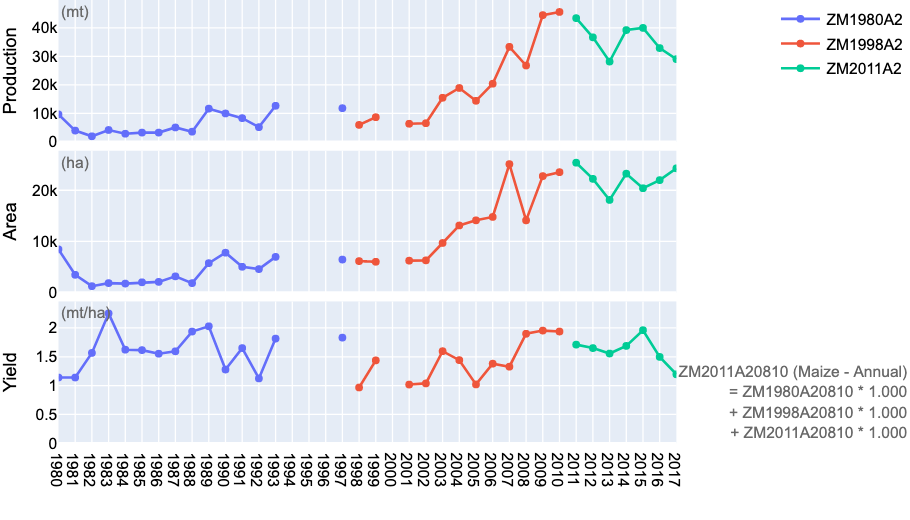 (mt)
Production
40k
30k
20k
10k
0
ZM1980A2
ZM1998A2
ZM2011A2
(ha)
Area
20k
10k
0
(mt/ha)
Yield
2
1.5
1
0.5
0
ZM2011A20810 (Maize - Annual)
= ZM1980A20810 * 1.000
+ ZM1998A20810 * 1.000
+ ZM2011A20810 * 1.000
1980
1981
1982
1983
1984
1985
1986
1987
1988
1989
1990
1991
1992
1993
1994
1995
1996
1997
1998
1999
2000
2001
2002
2003
2004
2005
2006
2007
2008
2009
2010
2011
2012
2013
2014
2015
2016
2017